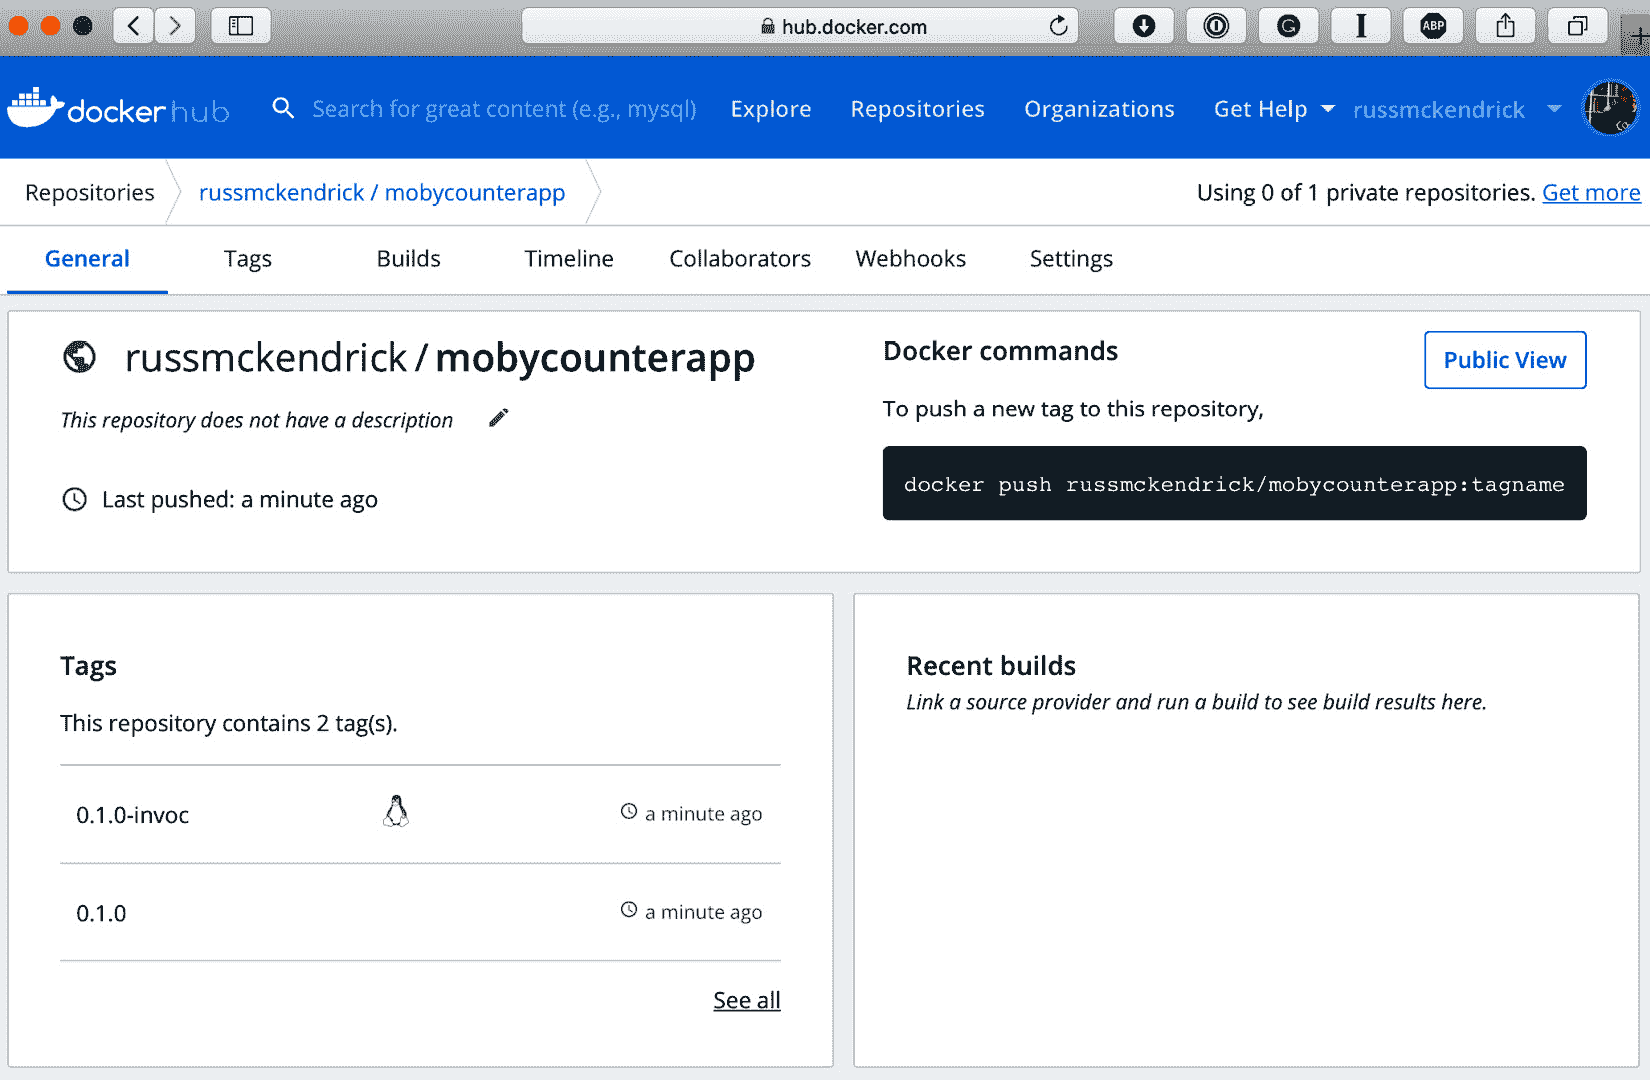 hub.docker.com
ABP
docker hub
Search for great content (e.g., mysql)
Explore
Repositories
Organizations
Get Help
russmckendrick
Repositories
russmckendrick / mobycounterapp
Using 0 of 1 private repositories. Get more
General
Tags
Builds
Timeline
Collaborators
Webhooks
Settings
russmckendrick / mobycounterapp
This repository does not have a description
Last pushed: a minute ago
Docker commands
Public View
To push a new tag to this repository,
docker push russmckendrick/mobycounterapp:tagname
Tags
This repository contains 2 tag(s).
0.1.0-invoc
a minute ago
0.1.0
a minute ago
See all
Recent builds
Link a source provider and run a build to see build results here.